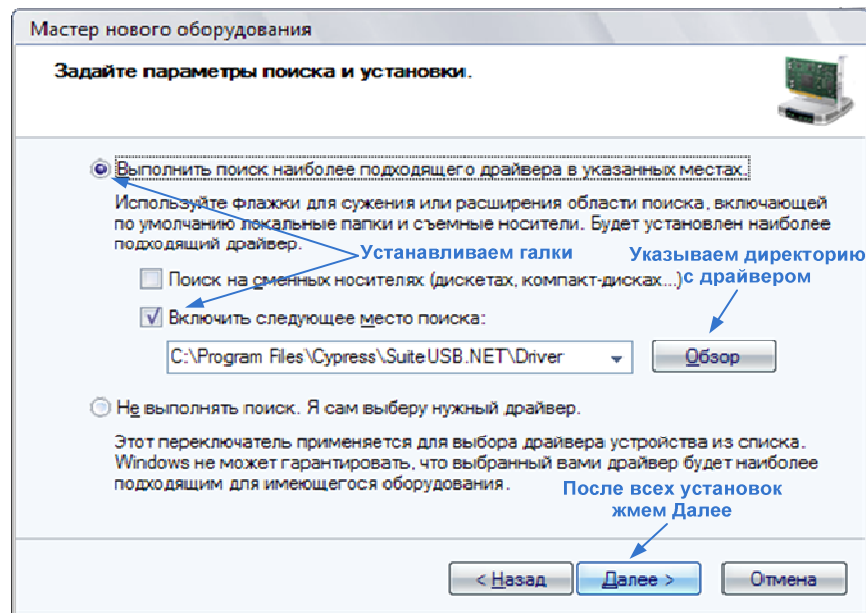 Мастер нового оборудования
Задайте параметры поиска и установки.
Выполнить поиск наиболее подходящего драйвера в указанных местах.
Используйте флажки для сужения или расширения области поиска, включающей
по умолчанию локальные папки и съемные носители. Будет установлен наиболее
подходящий драйвер.
Устанавливаем галки
Указываем директорию
с драйвером
Поиск на сменных носителях (дискетах, компакт-дисках...)
Включить следующее место поиска:
C:\Program Files\Cypress\SuiteUSB.NET\Driver
Обзор
Не выполнять поиск. Я сам выберу нужный драйвер.
Этот переключатель применяется для выбора драйвера устройства из списка.
Windows не может гарантировать, что выбранный вами драйвер будет наиболее
подходящим для имеющегося оборудования.
После всех установок
жмем Далее
< Назад
Далее >
Отмена